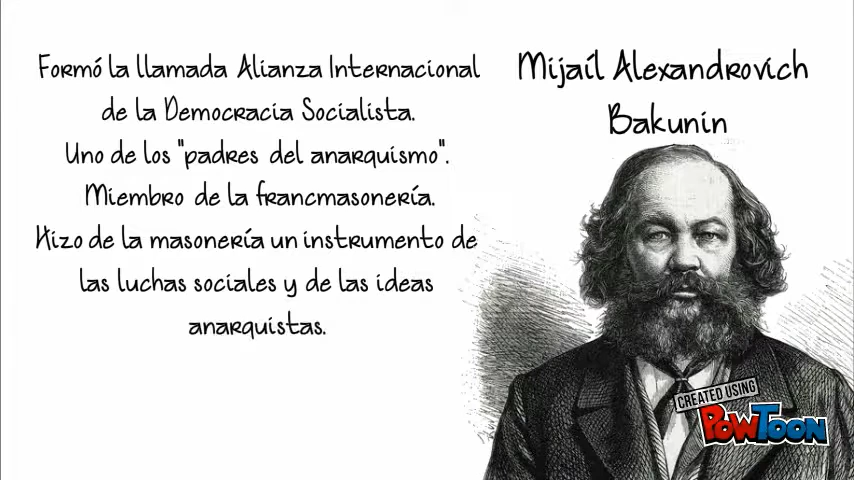 Formó la llamada Alianza Internacional
de la Democracia Socialista.
Uno de los "padres del anarquismo".
Miembro de la francmasonería.
Hizo de la masonería un instrumento de
las luchas sociales y de las ideas
anarquistas.
Mijaíl Alexandrovich
Bakunin
CREATED USING
POWTOON